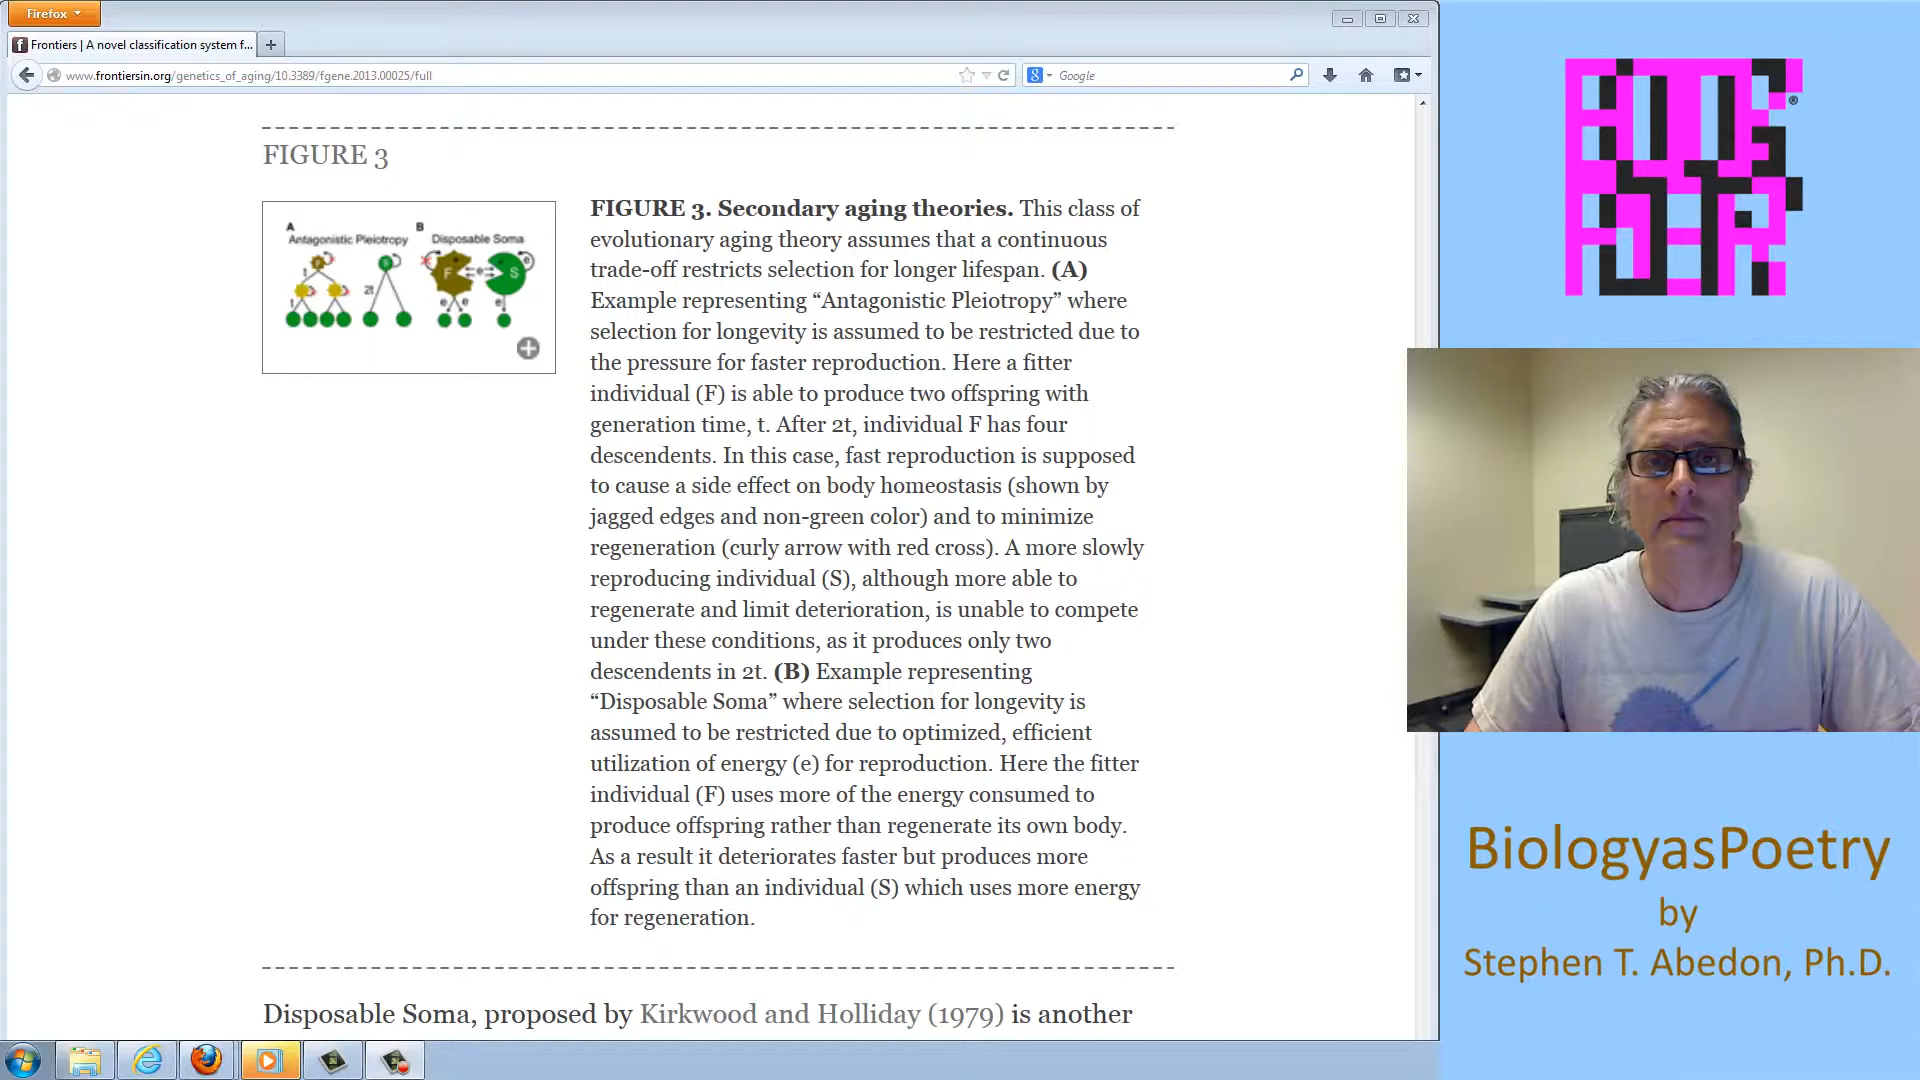 Firefox
Frontiers | A novel classification system f...
www.frontiersin.org/genetics_of_aging/10.3389/fgene.2013.00025/full
Google
FIGURE 3
A
Antagonistic Pleiotropy
B
Disposable Soma
t
t
2t
F
e
S
e
e
e
e
FIGURE 3. Secondary aging theories. This class of
evolutionary aging theory assumes that a continuous
trade-off restricts selection for longer lifespan. (A)
Example representing “Antagonistic Pleiotropy” where
selection for longevity is assumed to be restricted due to
the pressure for faster reproduction. Here a fitter
individual (F) is able to produce two offspring with
generation time, t. After 2t, individual F has four
descendents. In this case, fast reproduction is supposed
to cause a side effect on body homeostasis (shown by
jagged edges and non-green color) and to minimize
regeneration (curly arrow with red cross). A more slowly
reproducing individual (S), although more able to
regenerate and limit deterioration, is unable to compete
under these conditions, as it produces only two
descendents in 2t. (B) Example representing
“Disposable Soma” where selection for longevity is
assumed to be restricted due to optimized, efficient
utilization of energy (e) for reproduction. Here the fitter
individual (F) uses more of the energy consumed to
produce offspring rather than regenerate its own body.
As a result it deteriorates faster but produces more
offspring than an individual (S) which uses more energy
for regeneration.
Disposable Soma, proposed by Kirkwood and Holliday (1979) is another
®
BiologyasPoetry
by
Stephen T. Abedon, Ph.D.